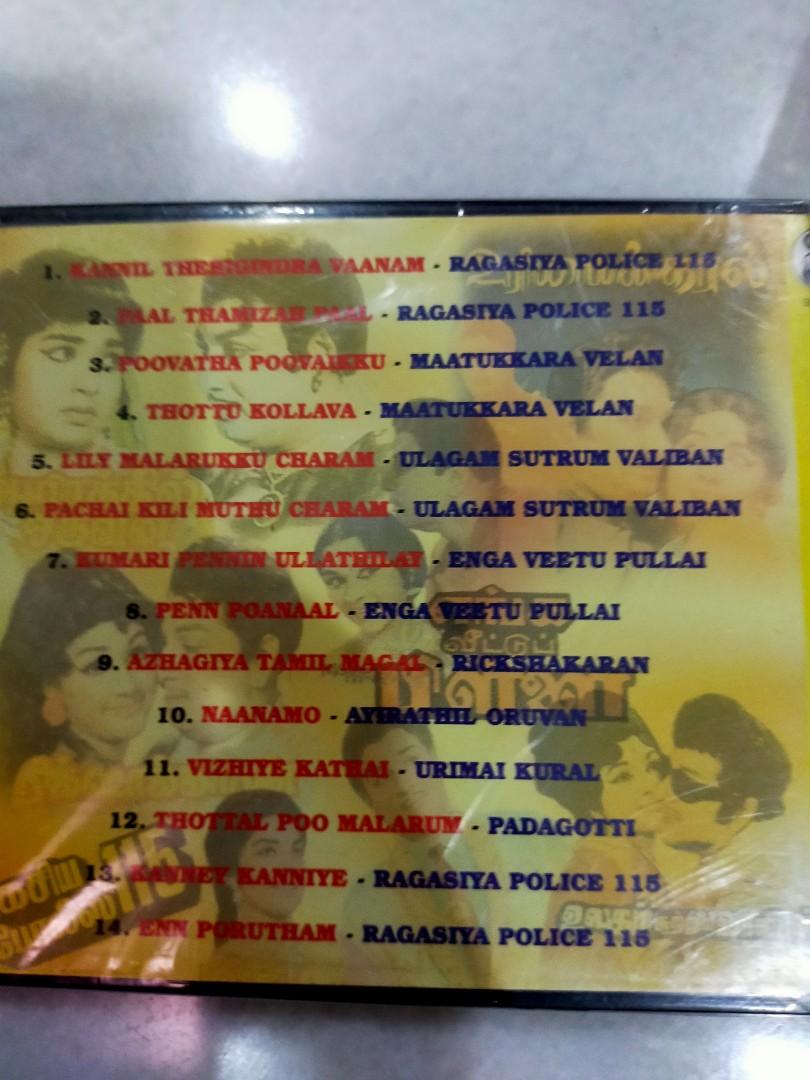 1. KANNIL THERIGINDRA VAANAM - RAGASIYA POLICE 115
2. PAAL THAMIZAH PAAL - RAGASIYA POLICE 115
3. POOVATHA POOVAIKKU - MAATUKKARA VELAN
4. THOTTU KOLLAVA - MAATUKKARA VELAN
5. LILY MALARUKKU CHARAM - ULAGAM SUTRUM VALIBAN
6. PACHAI KILI MUTHU CHARAM - ULAGAM SUTRUM VALIBAN
7. KUMARI PENNIN ULLATHILAY - ENGA VEETU PULLAI
8. PENN POANAAL - ENGA VEETU PULLAI
எங்க
வீட்டுப்
பிள்ளை
9. AZHAGIYA TAMIL MAGAL - RICKSHAKARAN
10. NAANAMO - AYIRATHIL ORUVAN
11. VIZHIYE KATHAI - URIMAI KURAL
12. THOTTAL POO MALARUM - PADAGOTTI
13. KANNEY KANNIYE - RAGASIYA POLICE 115
14. ENN PORUTHAM - RAGASIYA POLICE 115
115